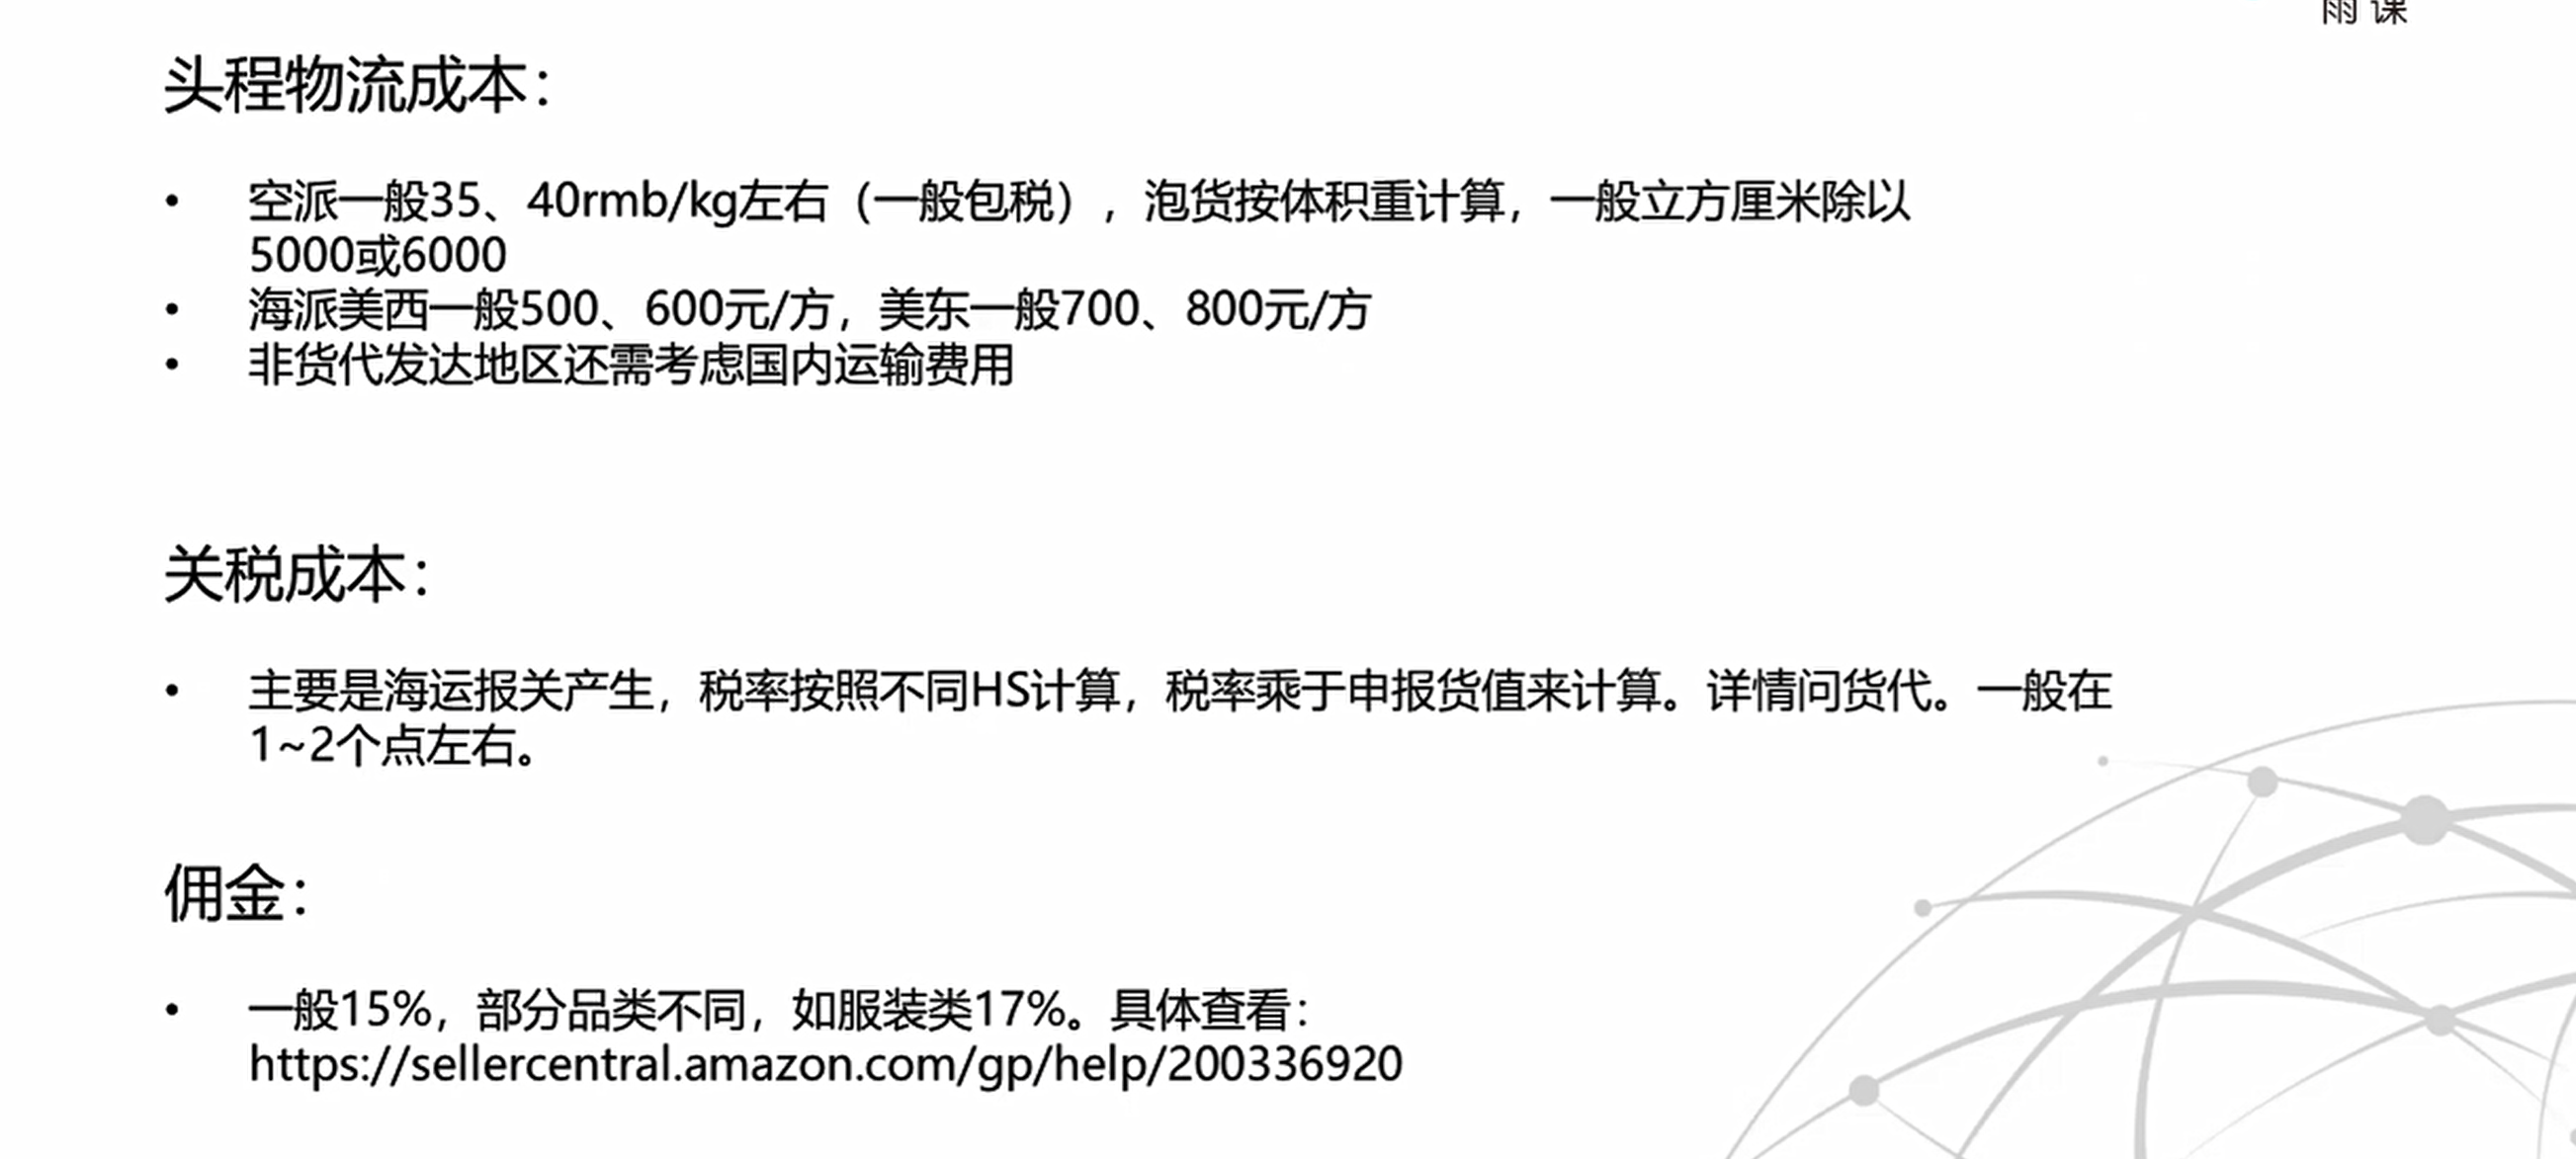 雨课
头程物流成本：
• 空派一般35、40rmb/kg左右（一般包税），泡货按体积重计算，一般立方厘米除以
5000或6000
• 海派美西一般500、600元/方，美东一般700、800元/方
• 非货代发达地区还需考虑国内运输费用
关税成本：
• 主要是海运报关产生，税率按照不同HS计算，税率乘于申报货值来计算。详情问货代。一般在
1~2个点左右。
佣金：
• 一般15%，部分品类不同，如服装类17%。具体查看：
https://sellercentral.amazon.com/gp/help/200336920